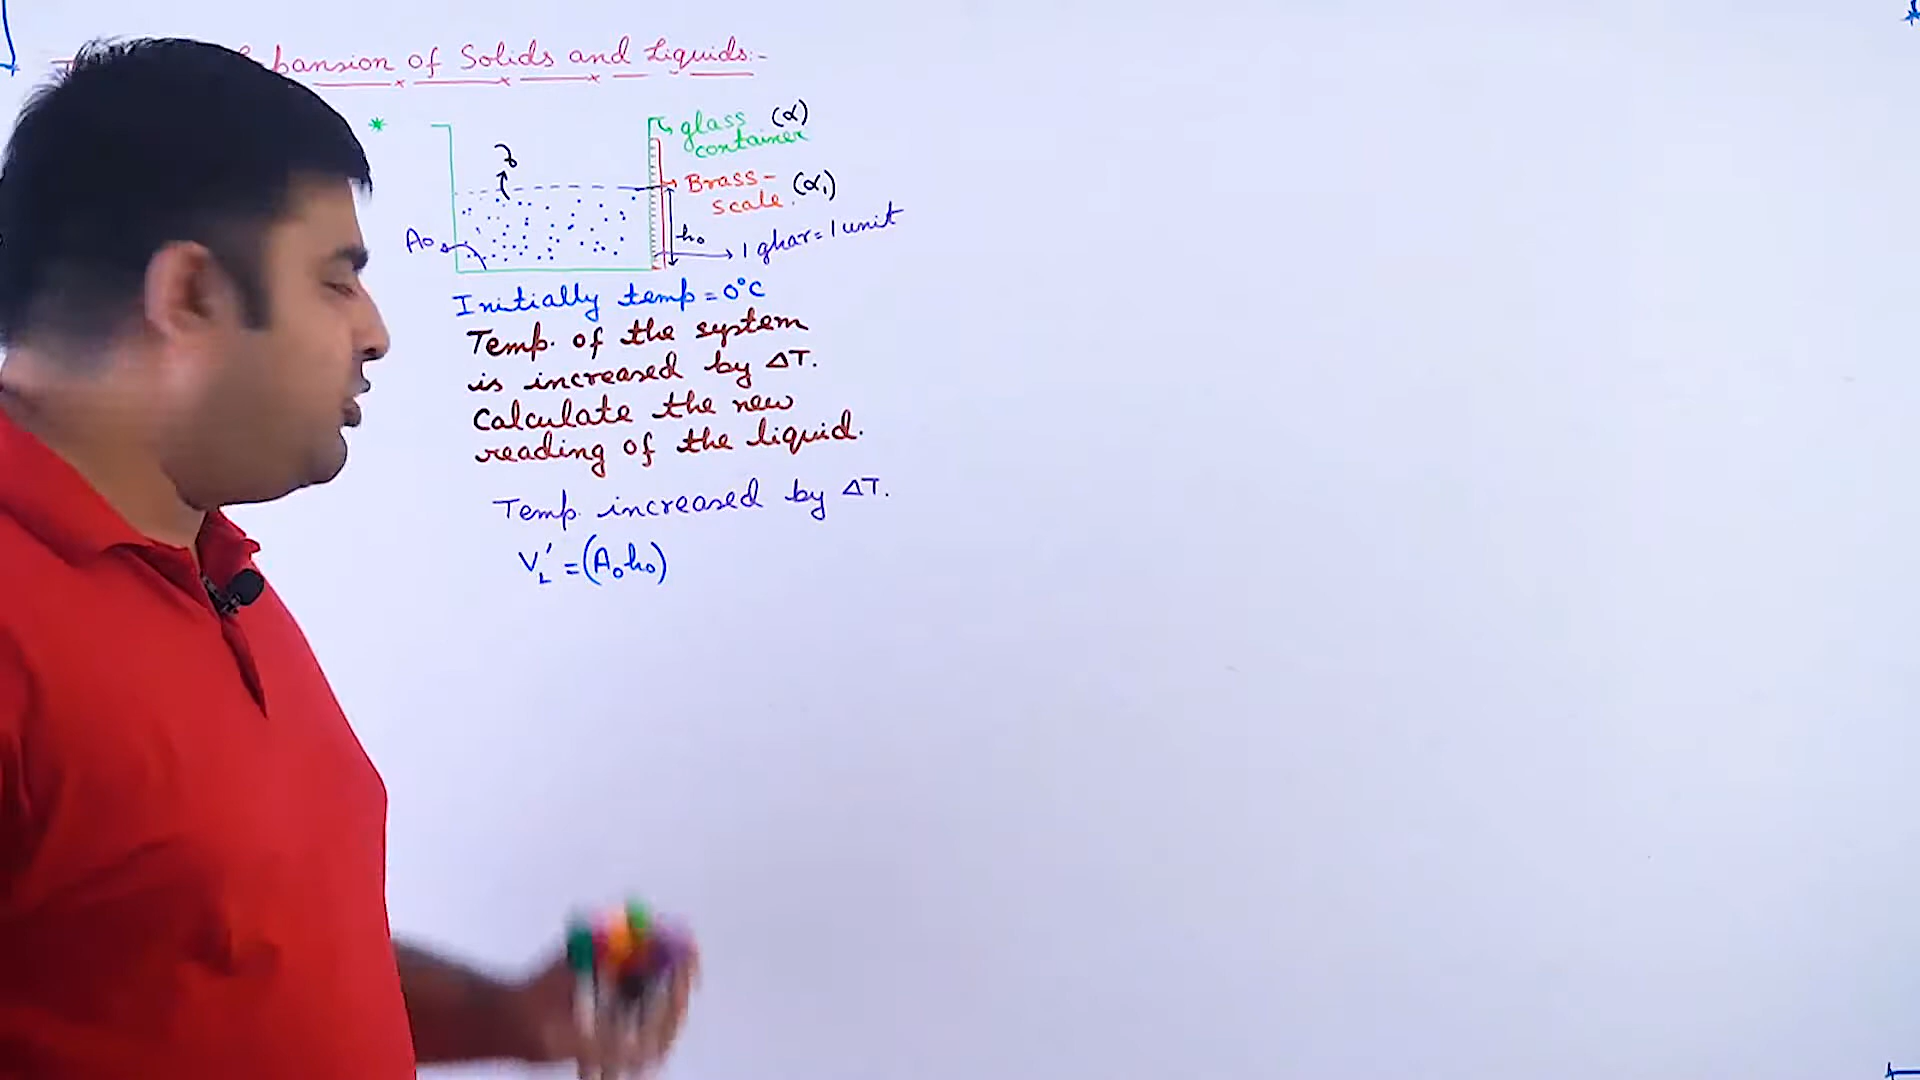 pansion of Solids and Liquids:-
glass (α)
container
Brass- (α₁)
scale.
A₀
h₀
1 ghar = 1 unit
Initially temp = 0°C
Temp. of the system
is increased by ΔT.
Calculate the new
reading of the liquid.
Temp. increased by ΔT.
V_L' = (A₀h₀)